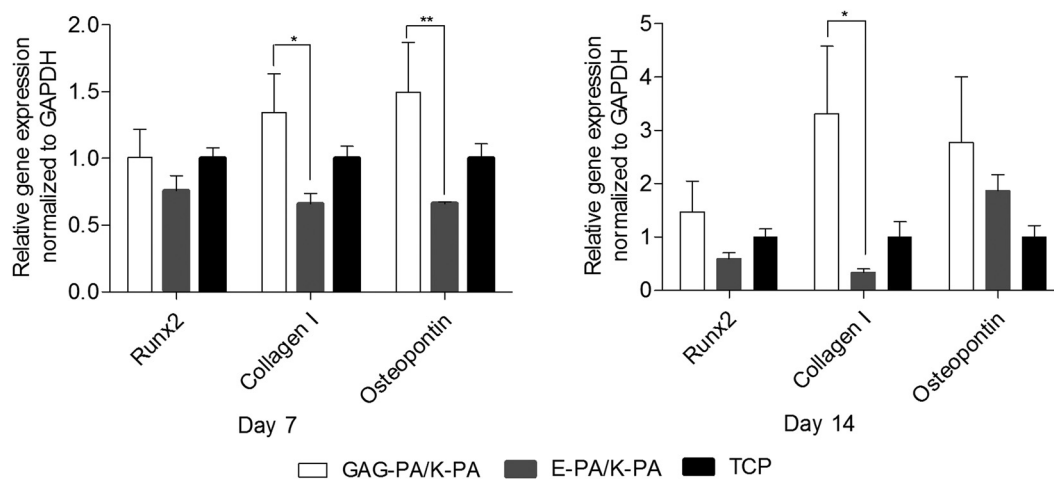 Relative gene expression
normalized to GAPDH
2.0
1.5
1.0
0.5
0.0
*
**
Runx2
Collagen I
Osteopontin
Day 7
Relative gene expression
normalized to GAPDH
5
4
3
2
1
0
*
Runx2
Collagen I
Osteopontin
Day 14
GAG-PA/K-PA E-PA/K-PA TCP